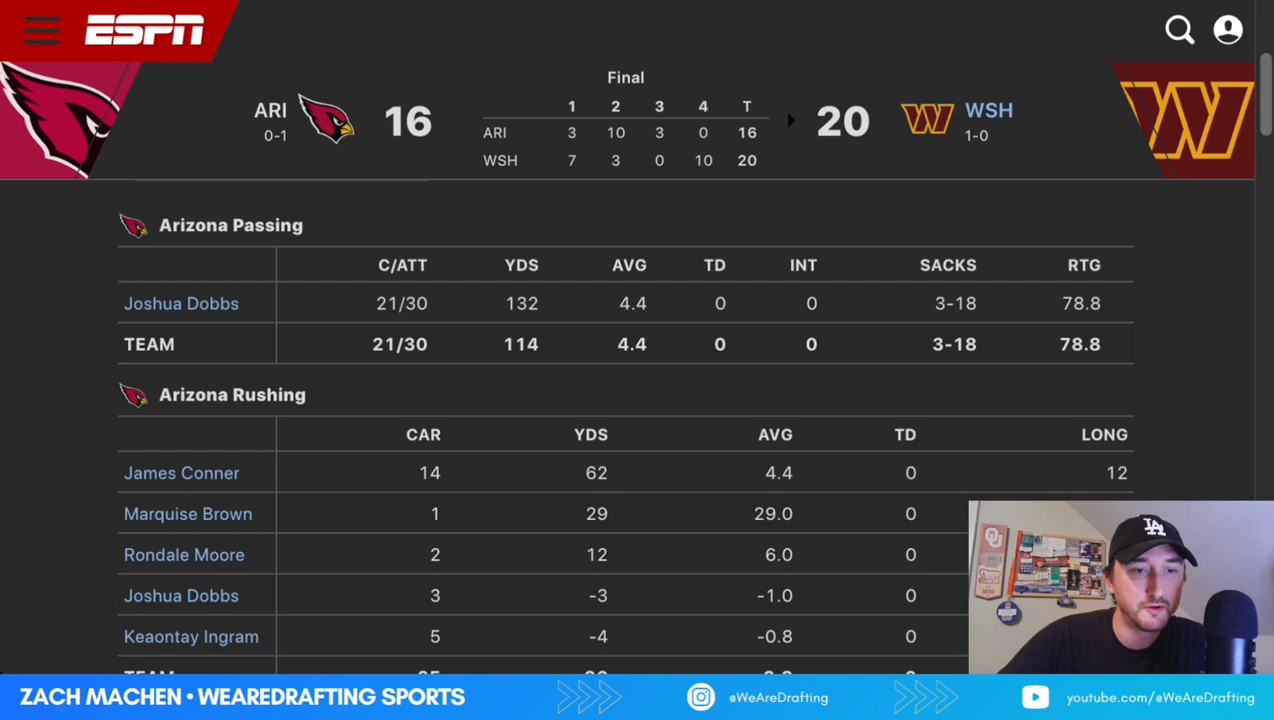 ESPN
Final
ARI
0-1
16
1 2 3 4 T
ARI 3 10 3 0 16
WSH 7 3 0 10 20
20
WSH
1-0
Arizona Passing
C/ATT YDS AVG TD INT SACKS RTG
Joshua Dobbs 21/30 132 4.4 0 0 3-18 78.8
TEAM 21/30 114 4.4 0 0 3-18 78.8
Arizona Rushing
CAR YDS AVG TD LONG
James Conner 14 62 4.4 0 12
Marquise Brown 1 29 29.0 0
Rondale Moore 2 12 6.0 0
Joshua Dobbs 3 -3 -1.0 0
Keaontay Ingram 5 -4 -0.8 0
LA
ZACH MACHEN • WEAREDRAFTING SPORTS
@WeAreDrafting
youtube.com/@WeAreDrafting